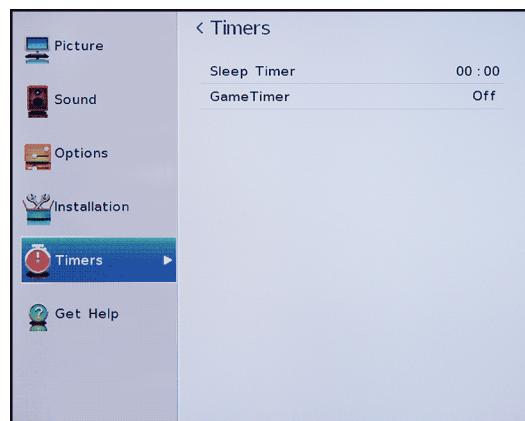 < Timers
Picture
Sleep Timer 00 : 00
Sound
GameTimer Off
Options
Installation
Timers
Get Help